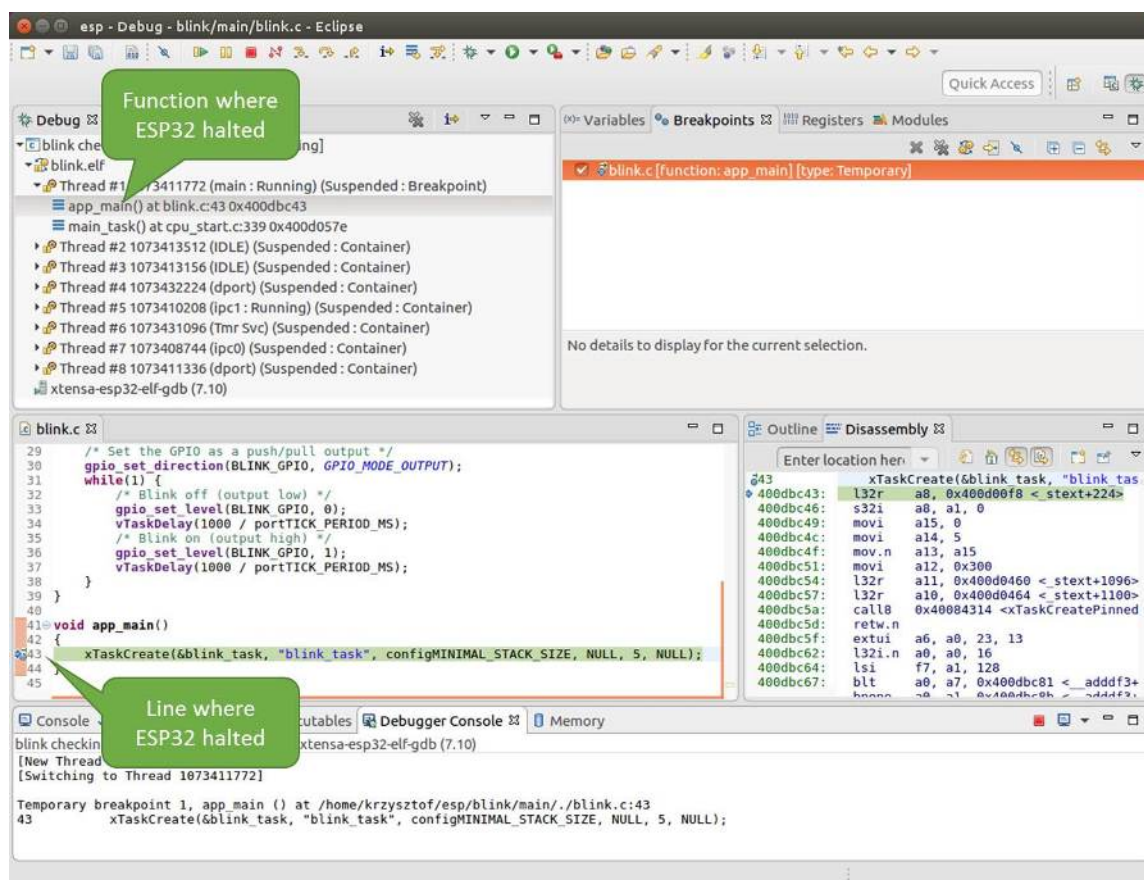 esp - Debug - blink/main/blink.c - Eclipse
Quick Access
Function where
ESP32 halted
Debug
blink che ing]
blink.elf
Thread #1 1073411772 (main : Running) (Suspended : Breakpoint)
app_main() at blink.c:43 0x400dbc43
main_task() at cpu_start.c:339 0x400d057e
Thread #2 1073413512 (IDLE) (Suspended : Container)
Thread #3 1073413156 (IDLE) (Suspended : Container)
Thread #4 1073432224 (dport) (Suspended : Container)
Thread #5 1073410208 (ipc1 : Running) (Suspended : Container)
Thread #6 1073431096 (Tmr Svc) (Suspended : Container)
Thread #7 1073408744 (ipc0) (Suspended : Container)
Thread #8 1073411336 (dport) (Suspended : Container)
xtensa-esp32-elf-gdb (7.10)
(x)= Variables Breakpoints Registers Modules
blink.c [function: app_main] [type: Temporary]
No details to display for the current selection.
blink.c
29 /* Set the GPIO as a push/pull output */
30 gpio_set_direction(BLINK_GPIO, GPIO_MODE_OUTPUT);
31 while(1) {
32 /* Blink off (output low) */
33 gpio_set_level(BLINK_GPIO, 0);
34 vTaskDelay(1000 / portTICK_PERIOD_MS);
35 /* Blink on (output high) */
36 gpio_set_level(BLINK_GPIO, 1);
37 vTaskDelay(1000 / portTICK_PERIOD_MS);
38 }
39 }
40
41 void app_main()
42 {
43 xTaskCreate(&blink_task, "blink_task", configMINIMAL_STACK_SIZE, NULL, 5, NULL);
44
45
Outline Disassembly
Enter location her
43 xTaskCreate(&blink_task, "blink_tas
400dbc43: l32r a8, 0x400d00f8 <_stext+224>
400dbc46: s32i a8, a1, 0
400dbc49: movi a15, 0
400dbc4c: movi a14, 5
400dbc4f: mov.n a13, a15
400dbc51: movi a12, 0x300
400dbc54: l32r a11, 0x400d0460 <_stext+1096>
400dbc57: l32r a10, 0x400d0464 <_stext+1100>
400dbc5a: call8 0x40084314 <xTaskCreatePinned
400dbc5d: retw.n
400dbc5f: extui a6, a0, 23, 13
400dbc62: l32i.n a0, a0, 16
400dbc64: lsi f7, a1, 128
400dbc67: blt a0, a7, 0x400dbc81 <__adddf3+
Line where
ESP32 halted
Console cutables Debugger Console Memory
blink checkin xtensa-esp32-elf-gdb (7.10)
[New Thread
[Switching to Thread 1073411772]
Temporary breakpoint 1, app_main () at /home/krzysztof/esp/blink/main/./blink.c:43
43 xTaskCreate(&blink_task, "blink_task", configMINIMAL_STACK_SIZE, NULL, 5, NULL);